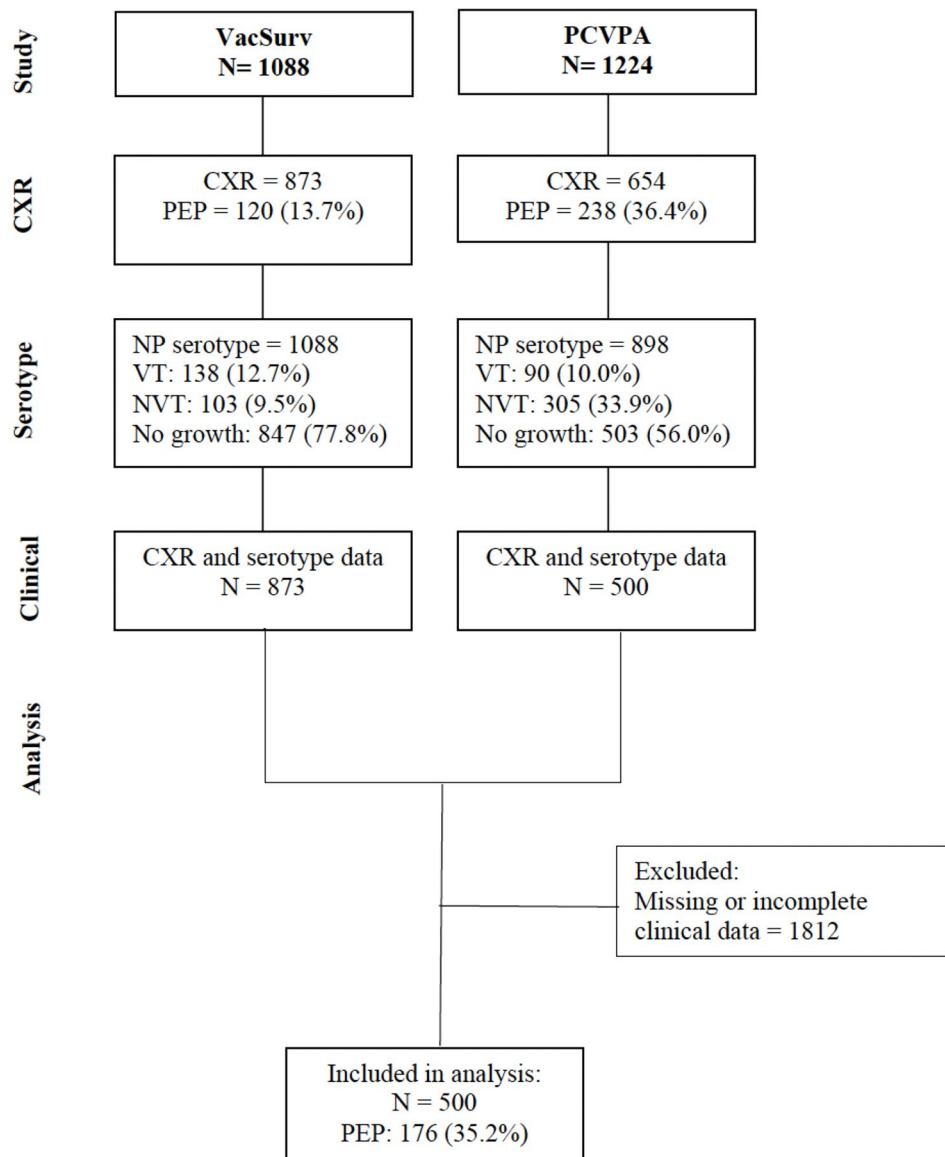 Study
VacSurv
N= 1088
PCVPA
N= 1224
CXR
CXR = 873
PEP = 120 (13.7%)
CXR = 654
PEP = 238 (36.4%)
Serotype
NP serotype = 1088
VT: 138 (12.7%)
NVT: 103 (9.5%)
No growth: 847 (77.8%)
NP serotype = 898
VT: 90 (10.0%)
NVT: 305 (33.9%)
No growth: 503 (56.0%)
Clinical
CXR and serotype data
N = 873
CXR and serotype data
N = 500
Analysis
Excluded:
Missing or incomplete
clinical data = 1812
Included in analysis:
N = 500
PEP: 176 (35.2%)